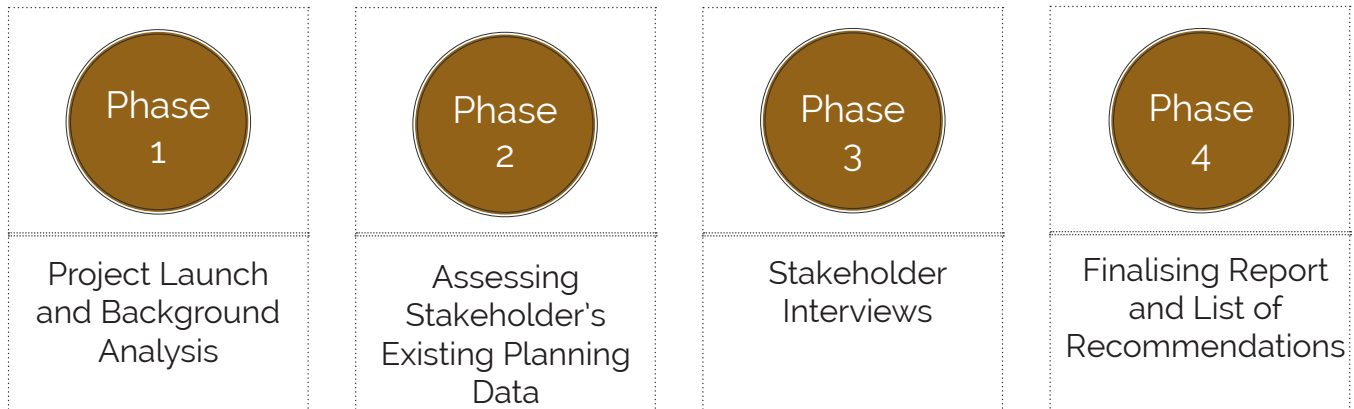 Phase
1
Project Launch
and Background
Analysis
Phase
2
Assessing
Stakeholder's
Existing Planning
Data
Phase
3
Stakeholder
Interviews
Phase
4
Finalising Report
and List of
Recommendations